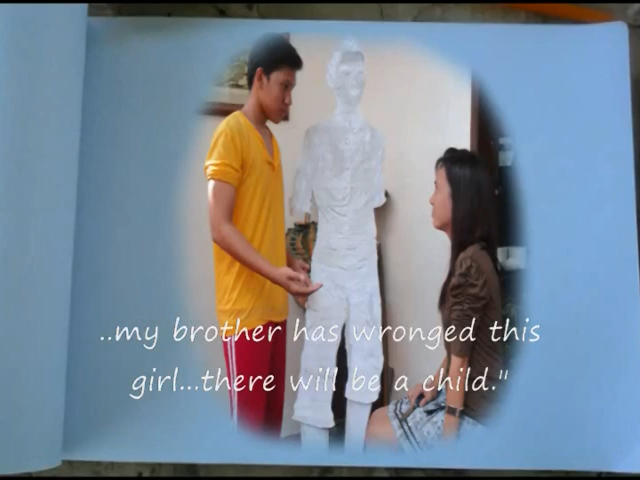 ..my brother has wronged this
girl...there will be a child."